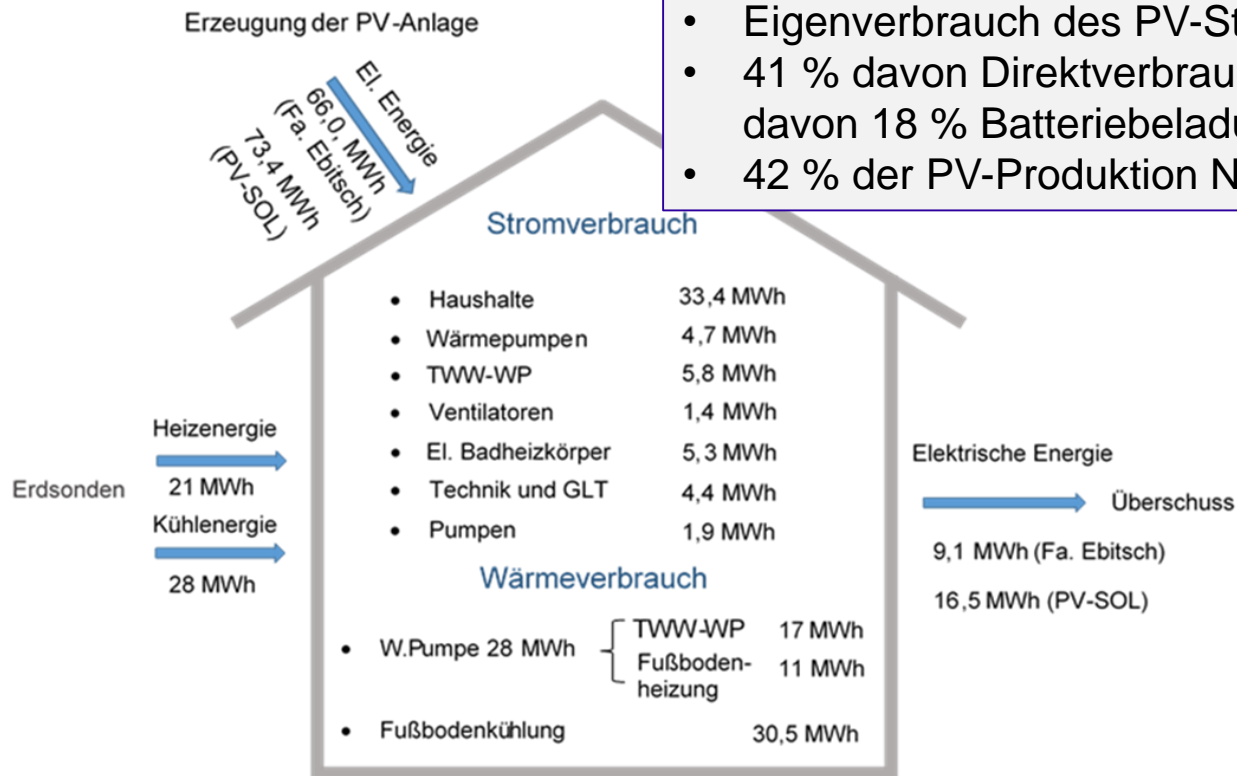 Erzeugung der PV-Anlage
• Eigenverbrauch des
• 41 % davon
davon 18 %
• 42 % der PV-Produktion
El. Energie
66,0, MWh
(Fa. Ebitsch)
73,4 MWh
(PV-SOL)
Stromverbrauch
• Haushalte 33,4 MWh
• Wärmepumpen 4,7 MWh
• TWW-WP 5,8 MWh
• Ventilatoren 1,4 MWh
• El. Badheizkörper 5,3 MWh
• Technik und GLT 4,4 MWh
• Pumpen 1,9 MWh
Erdsonden
Heizenergie
21 MWh
Kühlenergie
28 MWh
Elektrische Energie
Überschuss
9,1 MWh (Fa. Ebitsch)
16,5 MWh (PV-SOL)
Wärmeverbrauch
• W.Pumpe 28 MWh
TWW-WP 17 MWh
Fußboden- 11 MWh
heizung
• Fußbodenkühlung 30,5 MWh